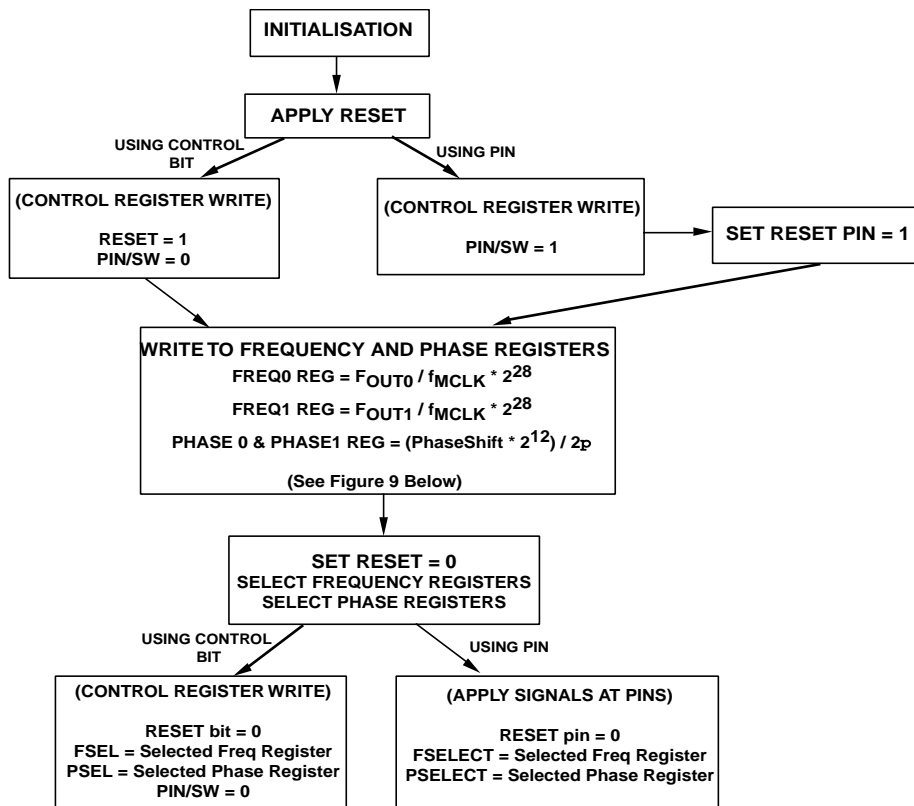 INITIALISATION
APPLY RESET
USING CONTROL
BIT
USING PIN
(CONTROL REGISTER WRITE)
RESET = 1
PIN/SW = 0
(CONTROL REGISTER WRITE)
PIN/SW = 1
SET RESET PIN = 1
WRITE TO FREQUENCY AND PHASE REGISTERS
FREQ0 REG = F_OUT0 / f_MCLK * 2^28
FREQ1 REG = F_OUT1 / f_MCLK * 2^28
PHASE 0 & PHASE1 REG = (PhaseShift * 2^12) / 2p
(See Figure 9 Below)
SET RESET = 0
SELECT FREQUENCY REGISTERS
SELECT PHASE REGISTERS
USING CONTROL
BIT
USING PIN
(CONTROL REGISTER WRITE)
RESET bit = 0
FSEL = Selected Freq Register
PSEL = Selected Phase Register
PIN/SW = 0
(APPLY SIGNALS AT PINS)
RESET pin = 0
FSELECT = Selected Freq Register
PSELECT = Selected Phase Register